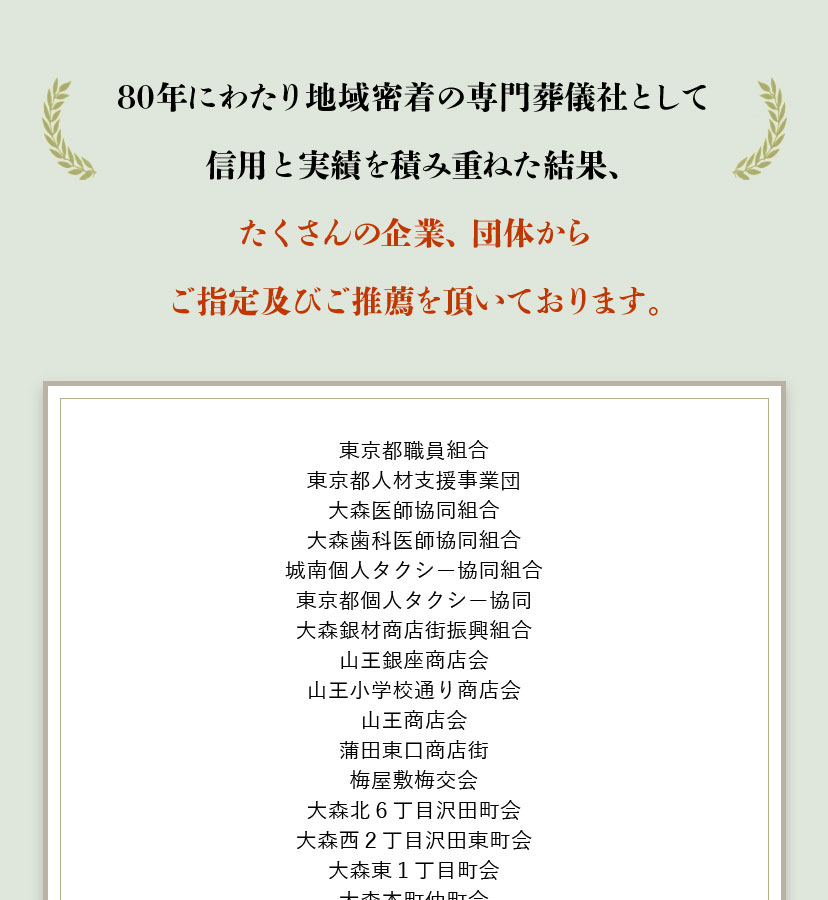 80年にわたり地域密着の専門葬儀社として
信用と実績を積み重ねた結果、
たくさんの企業、団体から
ご指定及びご推薦を頂いております。
東京都職員組合
東京都人材支援事業団
大森医師協同組合
大森歯科医師協同組合
城南個人タクシー協同組合
東京都個人タクシー協同
大森銀材商店街振興組合
山王銀座商店会
山王小学校通り商店会
山王商店会
蒲田東口商店街
梅屋敷梅交会
大森北６丁目沢田町会
大森西２丁目沢田東町会
大森東１丁目町会
大森本町仲町会